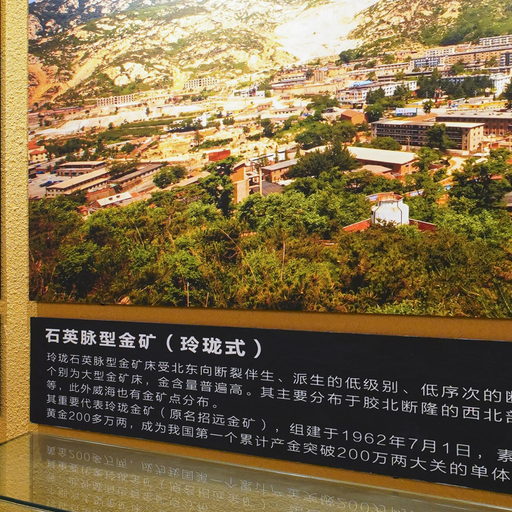 石英脉型金矿（玲珑式）
玲珑石英脉型金矿床受北东向断裂伴生、派生的低级别、低序次的断
个别为大型金矿床，金含量普遍高。其主要分布于胶北断隆的西北部
等，此外威海也有金矿点分布。
其重要代表玲珑金矿（原名招远金矿），组建于1962年7月1日，素
黄金200多万两，成为我国第一个累计产金突破200万两大关的单体